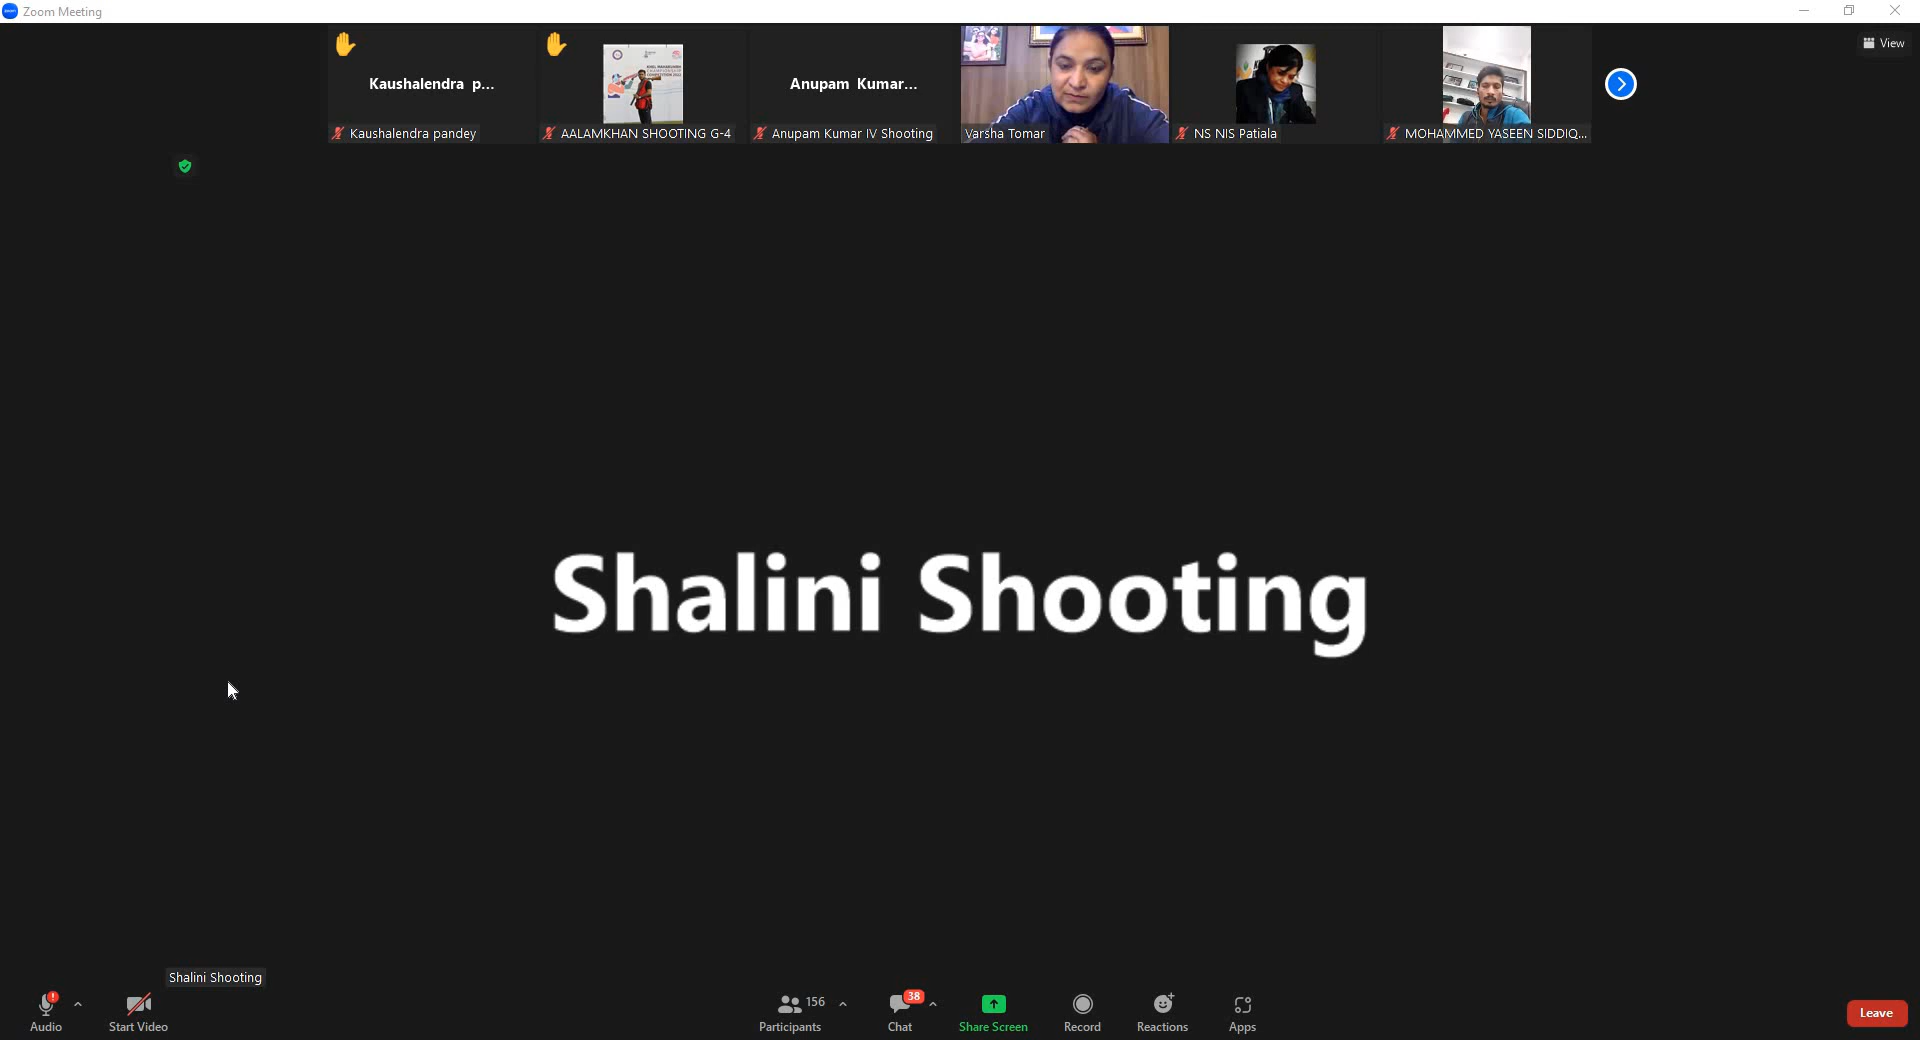 Zoom Meeting
View
Kaushalendra p...
Anupam Kumar...
Kaushalendra pandey
AALAMKHAN SHOOTING G-4
Anupam Kumar IV Shooting
Varsha Tomar
NS NIS Patiala
MOHAMMED YASEEN SIDDIQ...
Shalini Shooting
Shalini Shooting
Audio
Start Video
156
Participants
38
Chat
Share Screen
Record
Reactions
Apps
Leave